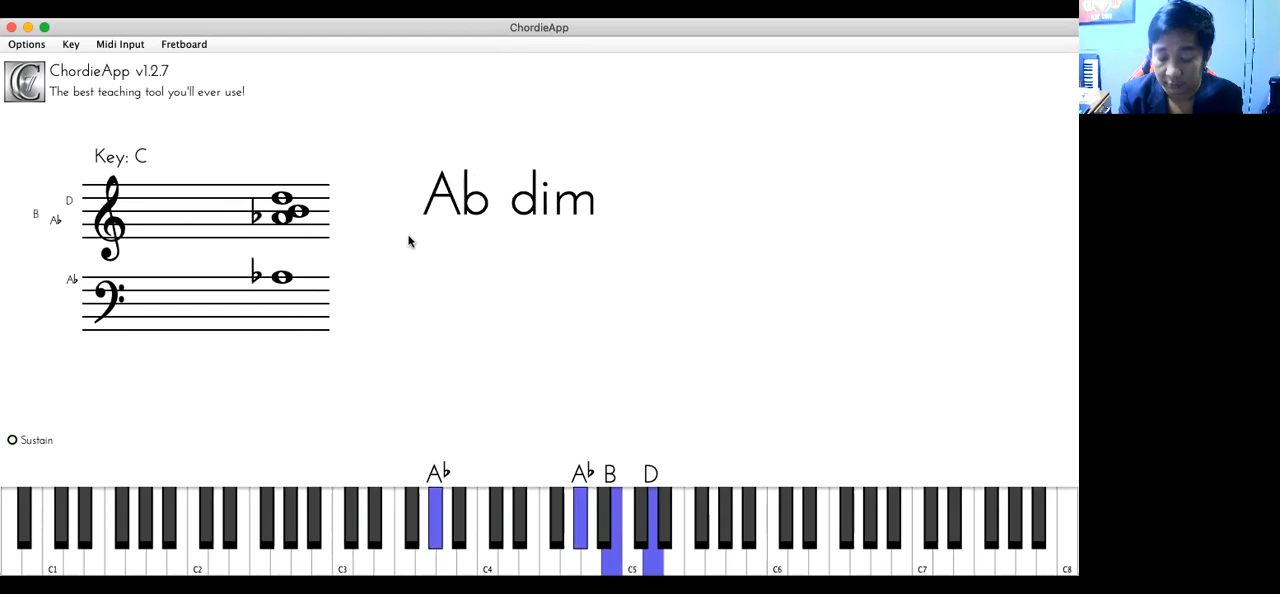 ChordieApp
Options Key Midi Input Fretboard
ChordieApp v1.2.7
The best teaching tool you'll ever use!
Key: C
Ab dim
D
B
A♭
A♭
Sustain
A♭ A♭ B D
C1 C2 C3 C4 C5 C6 C7 C8